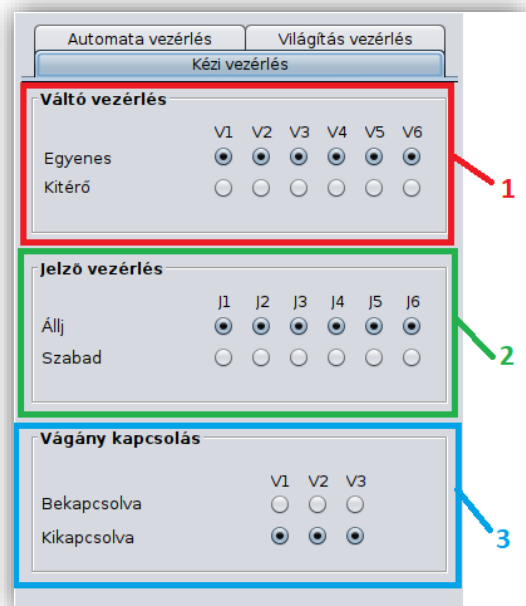 Automata vezérlés Világítás vezérlés
Kézi vezérlés
Váltó vezérlés
V1 V2 V3 V4 V5 V6
Egyenes
Kitérő
1
Jelző vezérlés
J1 J2 J3 J4 J5 J6
Állj
Szabad
2
Vágány kapcsolás
V1 V2 V3
Bekapcsolva
Kikapcsolva
3